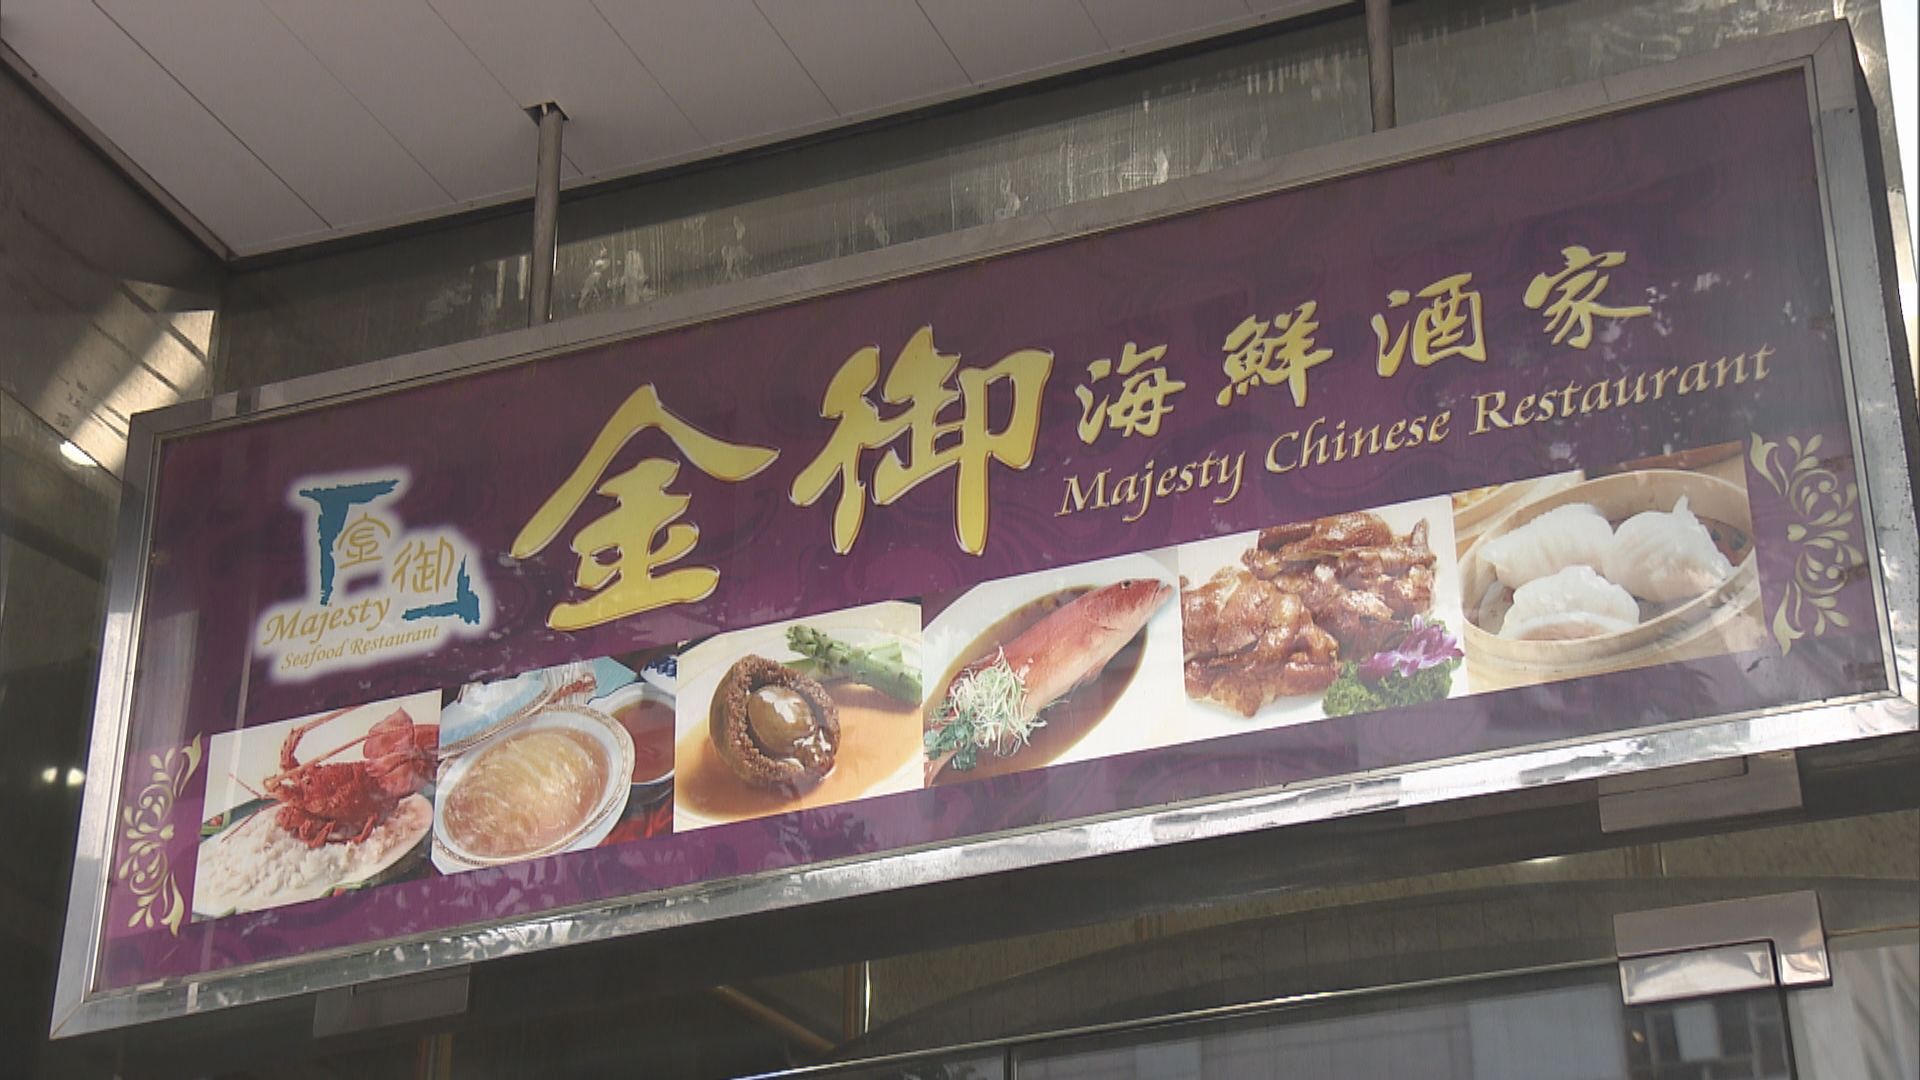 金御海鮮酒家
Majesty Chinese Restaurant
金御
Majesty
Seafood Restaurant